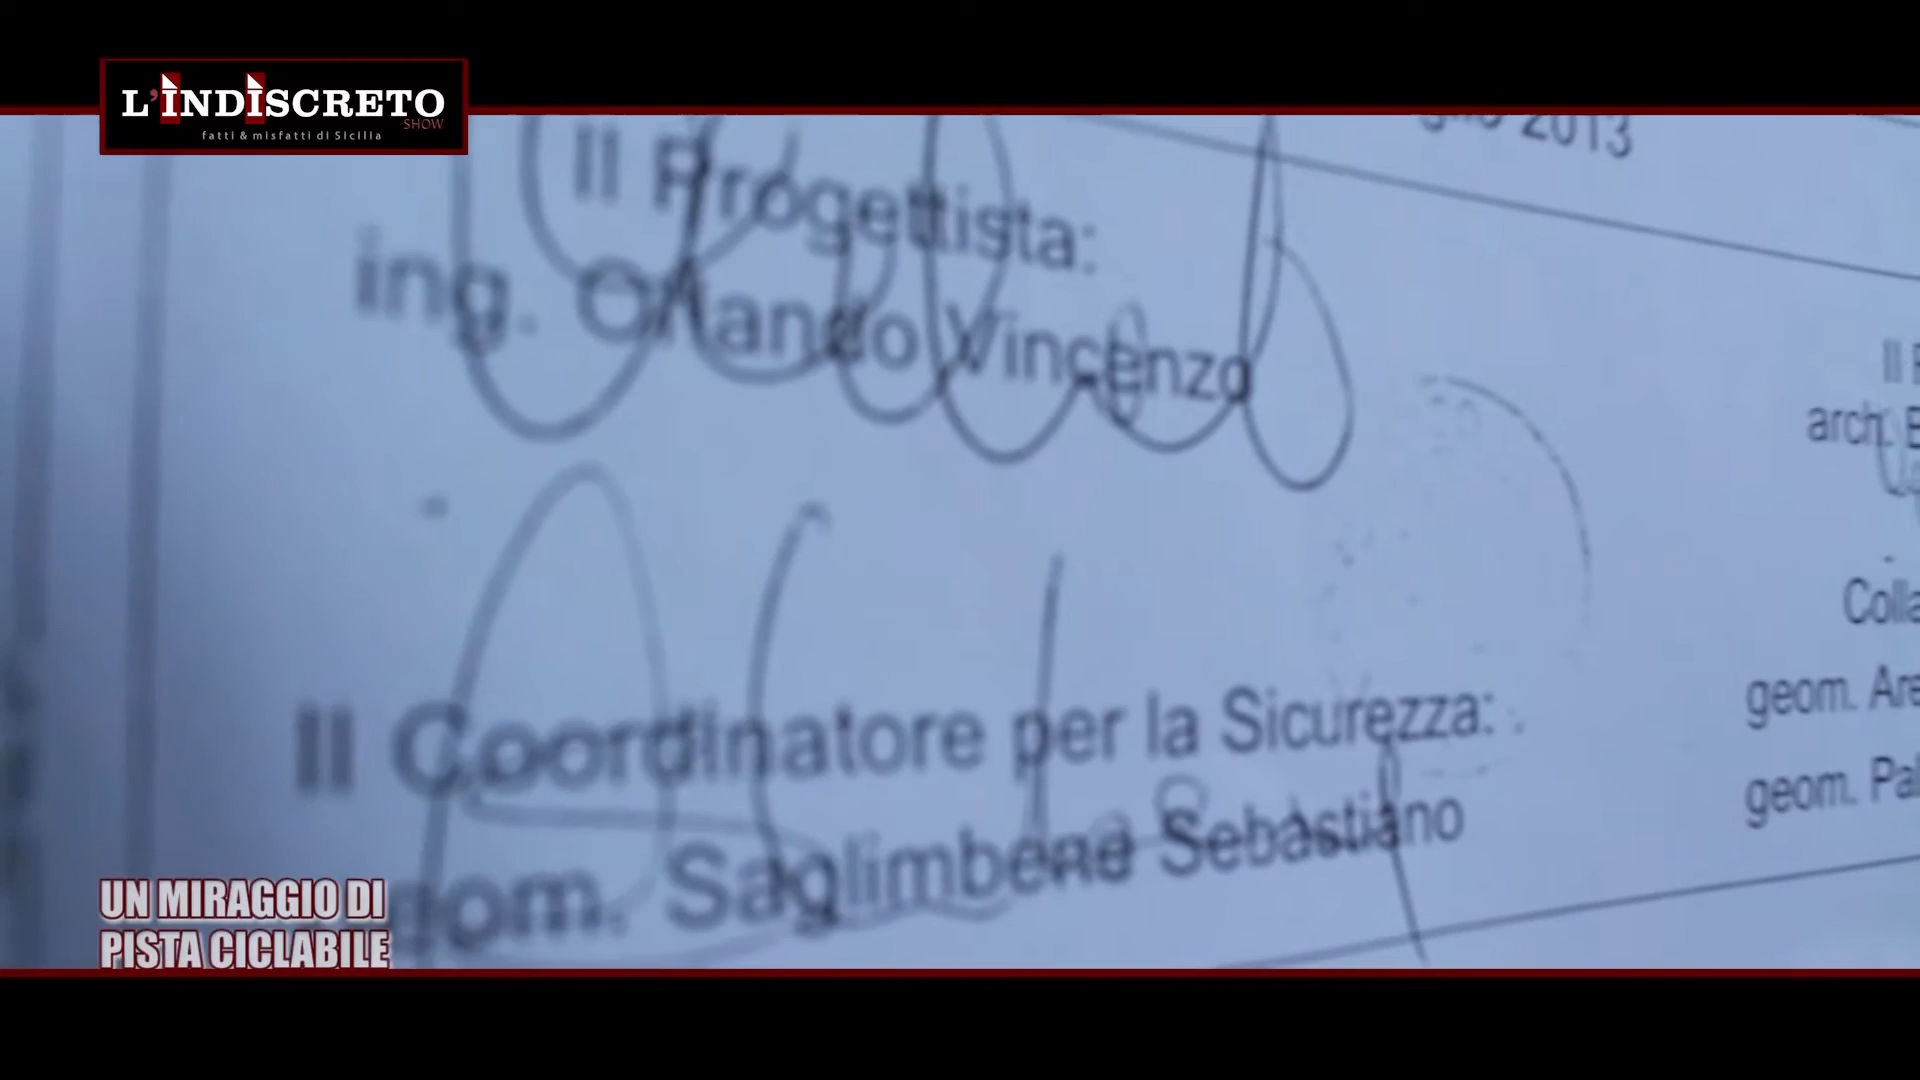 L'INDISCRETO
SHOW
fatti & misfatti di Sicilia
2013
Il Progettista:
ing. Orlando Vincenzo
Il
arch.
Il Coordinatore per la Sicurezza:
geom. Saglimbene Sebastiano
geom.
geom.
UN MIRAGGIO DI
PISTA CICLABILE